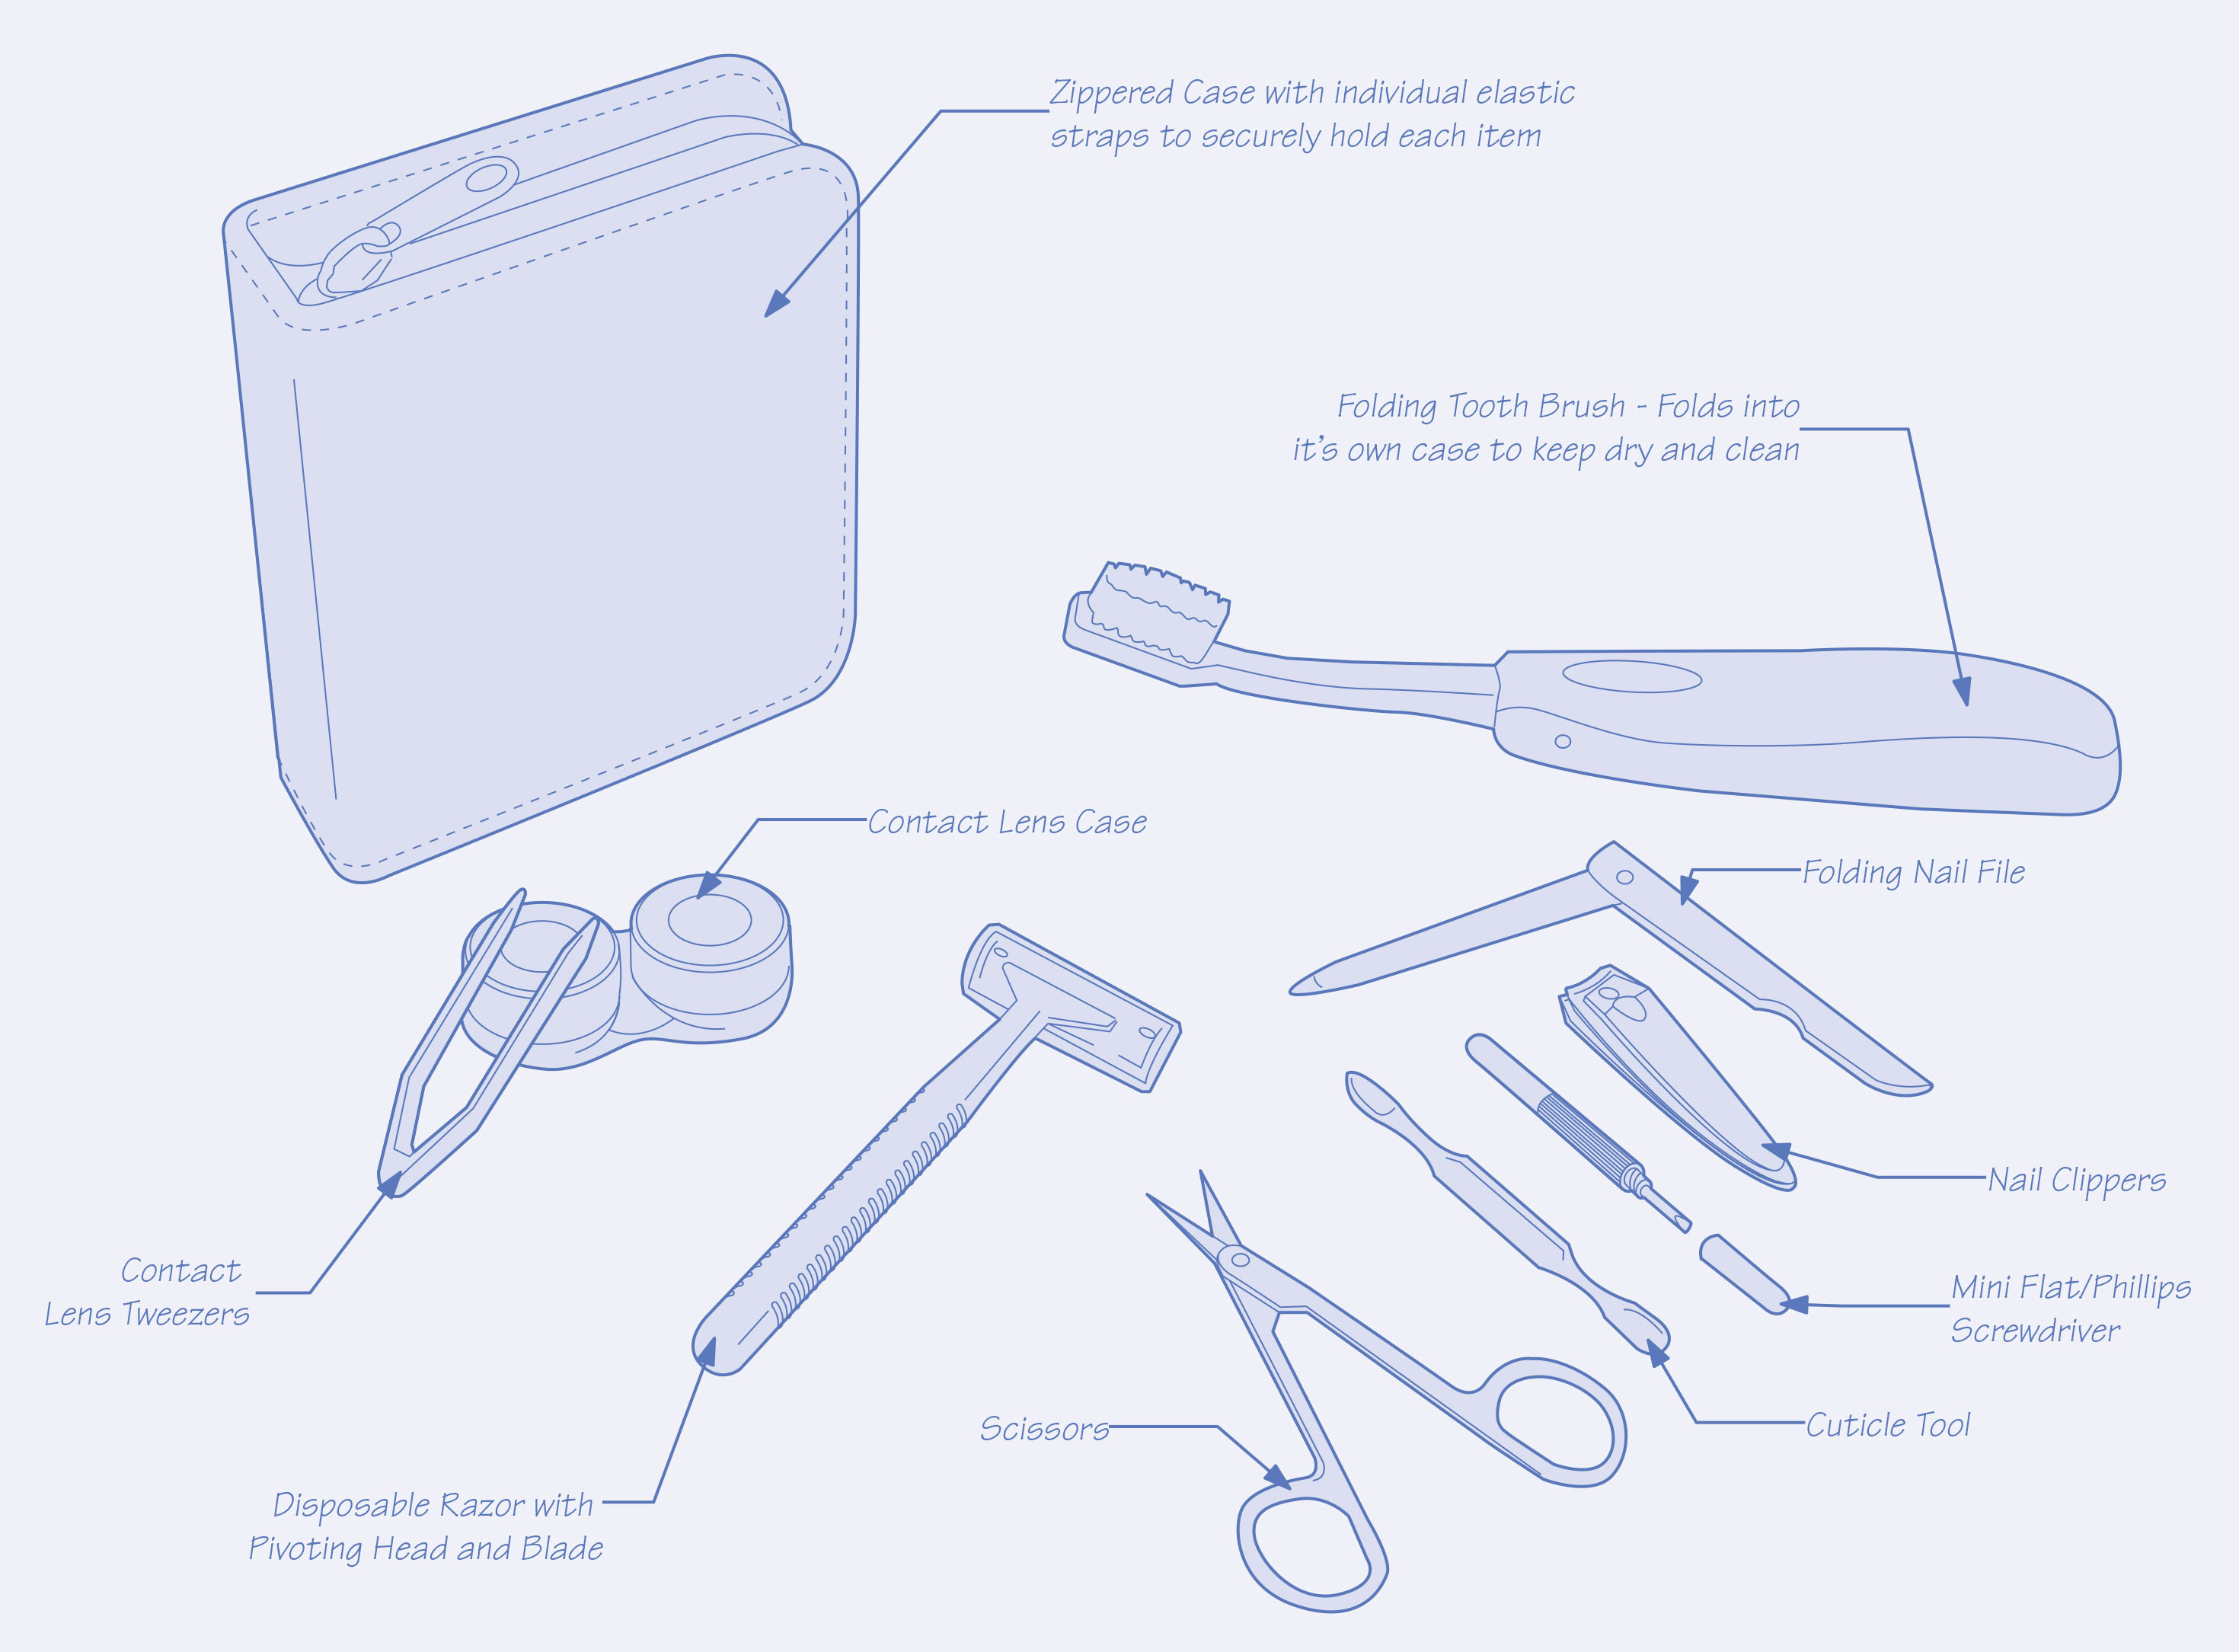 Zippered Case with individual elastic
straps to securely hold each item
Folding Tooth Brush - Folds into
it's own case to keep dry and clean
Contact Lens Case
Folding Nail File
Nail Clippers
Contact
Lens Tweezers
Mini Flat/Phillips
Screwdriver
Scissors
Cuticle Tool
Disposable Razor with
Pivoting Head and Blade